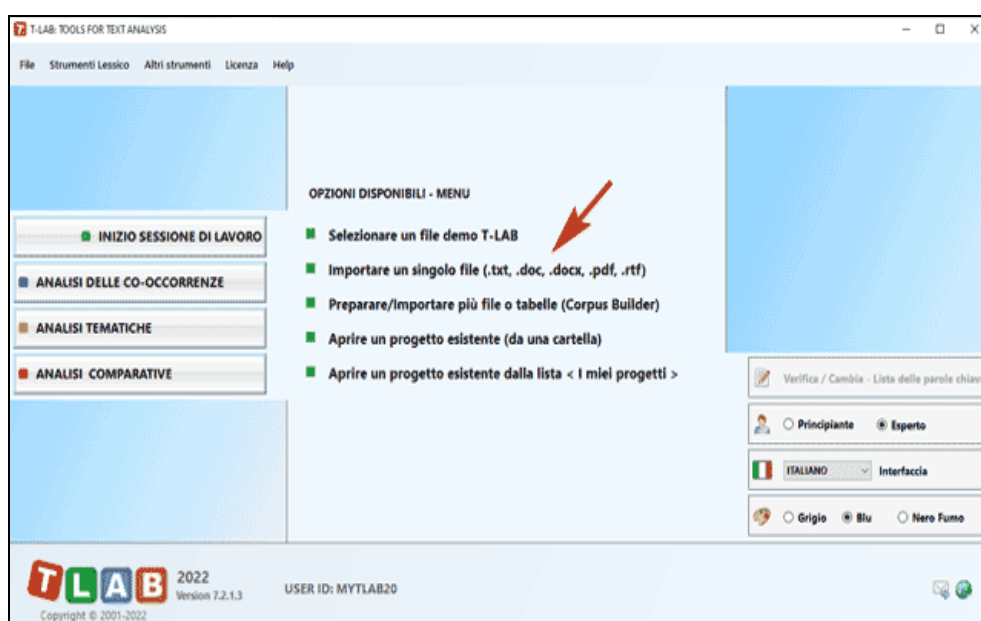 T-LAB: TOOLS FOR TEXT ANALYSIS
File Strumenti Lessico Altri strumenti Licenza Help
OPZIONI DISPONIBILI - MENU
INIZIO SESSIONE DI LAVORO
ANALISI DELLE CO-OCCORRENZE
ANALISI TEMATICHE
ANALISI COMPARATIVE
Selezionare un file demo T-LAB
Importare un singolo file (.txt, .doc, .docx, .pdf, .rtf)
Preparare/Importare più file o tabelle (Corpus Builder)
Aprire un progetto esistente (da una cartella)
Aprire un progetto esistente dalla lista < I miei progetti >
Verifica / Cambia - Lista delle parole chiav
Principiante Esperto
ITALIANO Interfaccia
Grigio Blu Nero Fumo
TLAB
2022
Version 7.2.1.3
Copyright © 2001-2022
USER ID: MYTLAB20